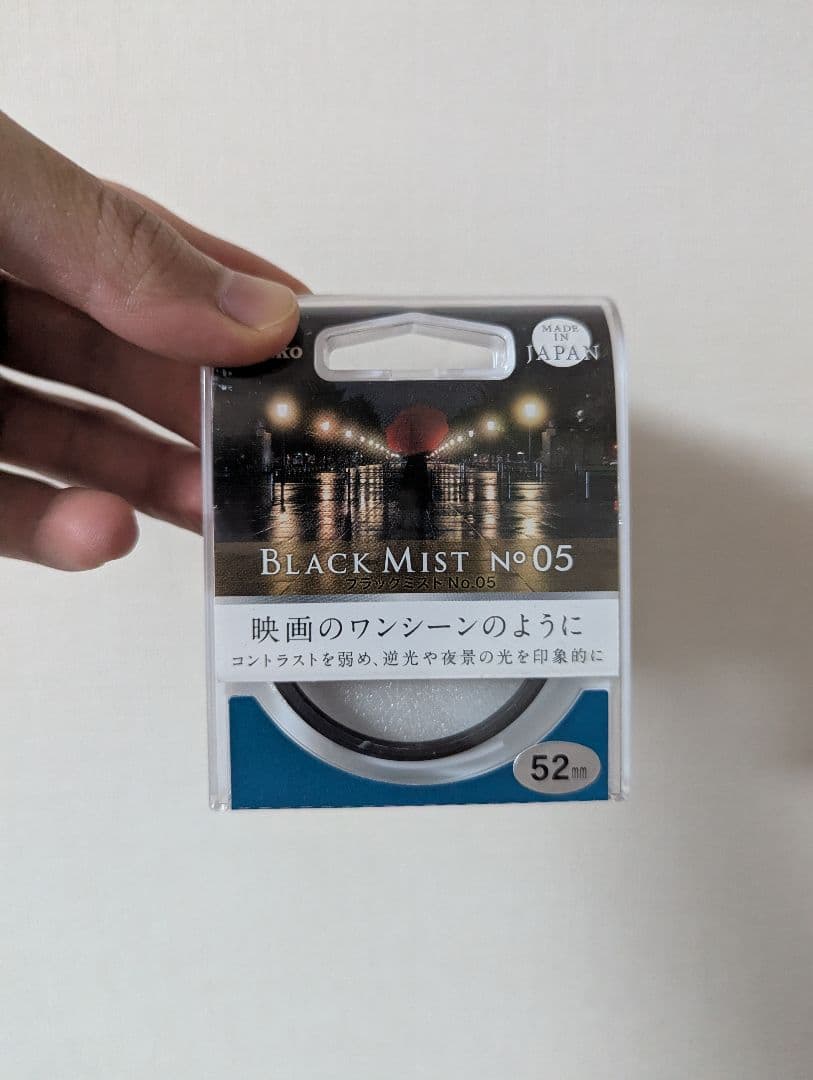 MADE
IN
JAPAN
BLACK MIST No 05
ブラックミスト No.05
映画のワンシーンのように
コントラストを弱め、逆光や夜景の光を印象的に
52mm